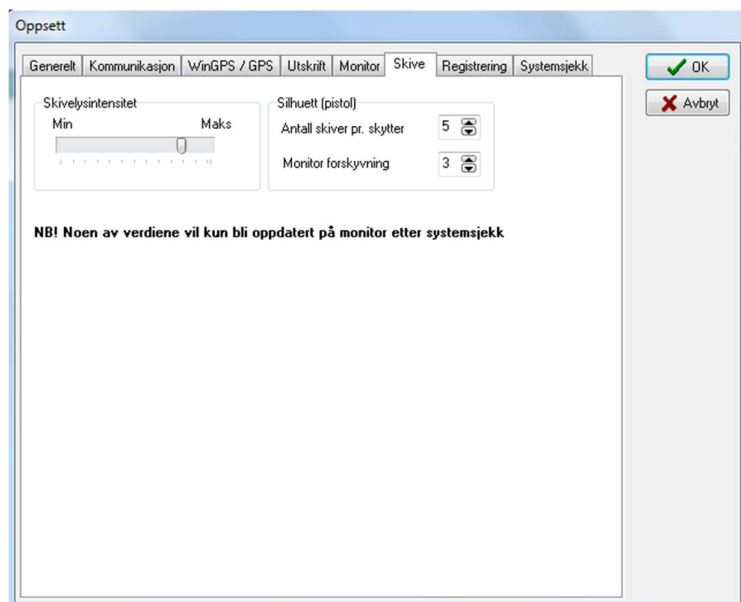 Oppsett
Generelt Kommunikasjon WinGPS / GPS Utskrift Monitor Skive Registrering Systemsjekk
OK
Avbryt
Skivelysintensitet
Min Maks
Silhuett (pistol)
Antall skiver pr. skytter 5
Monitor forskyvning 3
NB! Noen av verdiene vil kun bli oppdatert på monitor etter systemsjekk